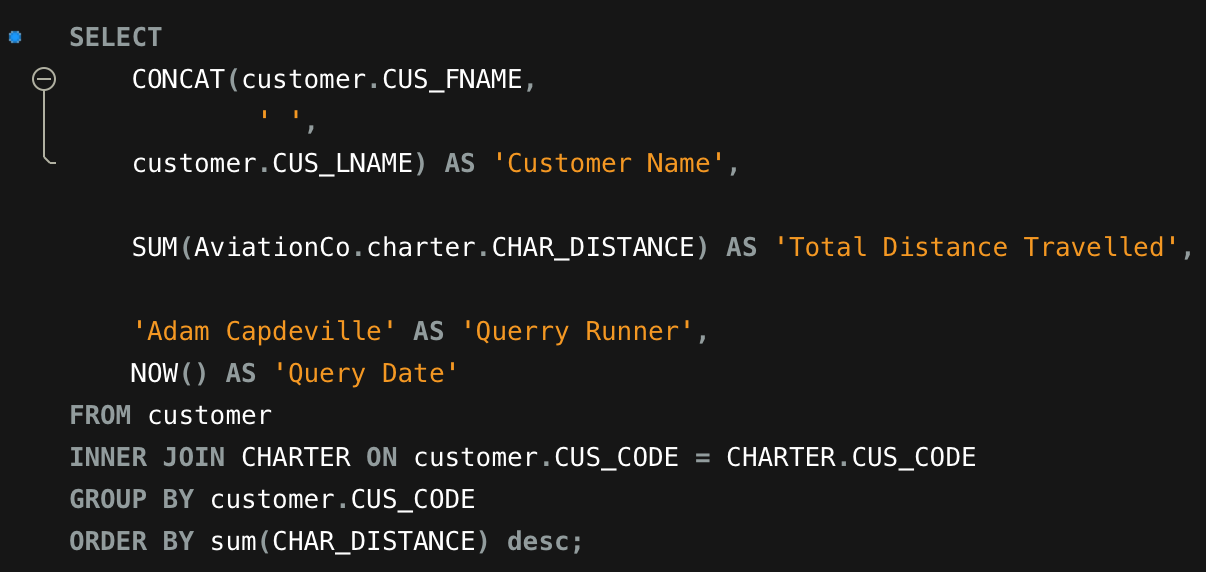 SELECT
CONCAT(customer.CUS_FNAME,
' ',
customer.CUS_LNAME) AS 'Customer Name',
SUM(AviationCo.charter.CHAR_DISTANCE) AS 'Total Distance Travelled',
'Adam Capdeville' AS 'Querry Runner',
NOW() AS 'Query Date'
FROM customer
INNER JOIN CHARTER ON customer.CUS_CODE = CHARTER.CUS_CODE
GROUP BY customer.CUS_CODE
ORDER BY sum(CHAR_DISTANCE) desc;